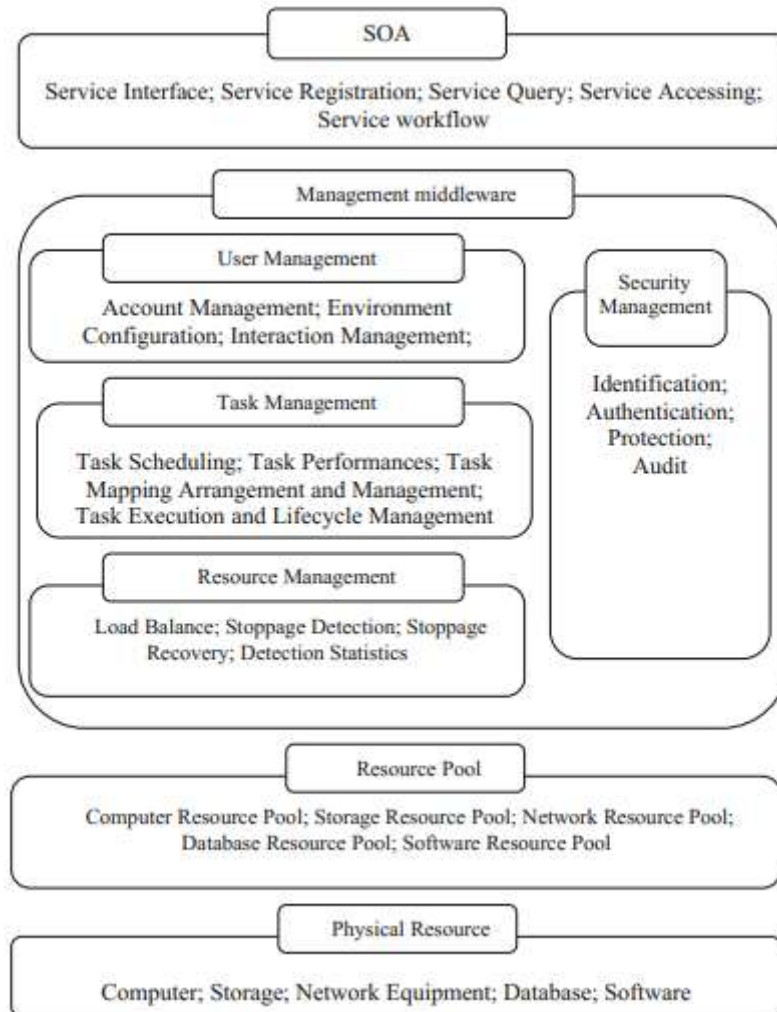 SOA
Service Interface; Service Registration; Service Query; Service Accessing;
Service workflow
Management middleware
User Management
Account Management; Environment
Configuration; Interaction Management;
Task Management
Task Scheduling; Task Performances; Task
Mapping Arrangement and Management;
Task Execution and Lifecycle Management
Resource Management
Load Balance; Stoppage Detection; Stoppage
Recovery; Detection Statistics
Security
Management
Identification;
Authentication;
Protection;
Audit
Resource Pool
Computer Resource Pool; Storage Resource Pool; Network Resource Pool;
Database Resource Pool; Software Resource Pool
Physical Resource
Computer; Storage; Network Equipment; Database; Software